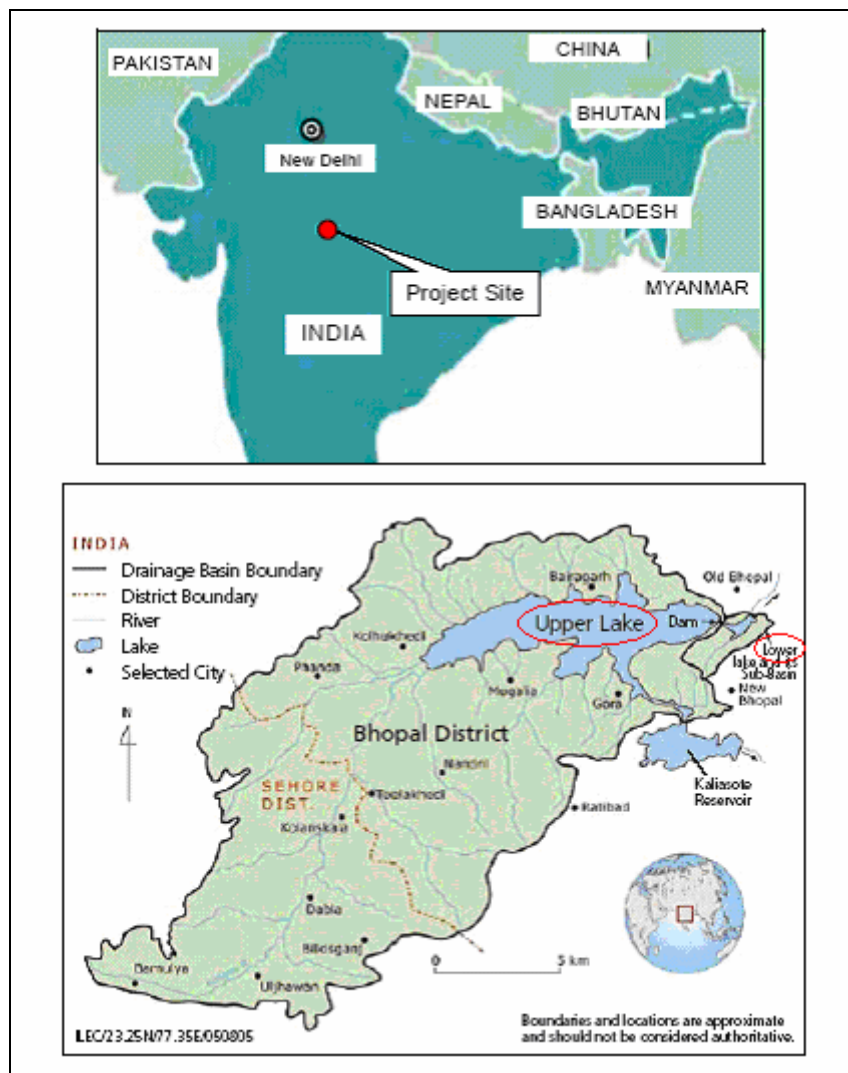 PAKISTAN
CHINA
NEPAL
BHUTAN
New Delhi
BANGLADESH
Project Site
MYANMAR
INDIA
INDIA
Drainage Basin Boundary
District Boundary
River
Lake
Selected City
N
Bairagarh
Old Bhopal
Upper Lake
Dam
Kolhukhedi
Lower
lake and its
Sub-Basin
Phanda
Mugalia
Gora
New
Bhopal
Bhopal District
Nandni
Kaliasote
Reservoir
SEHORE
DIST.
Toolakhedi
Ratibad
Kolanskala
Dabla
Bilkisganj
0 5 km
Bamulya
Uljhawan
LEC/23.25N/77.35E/050805
Boundaries and locations are approximate
and should not be considered authoritative.